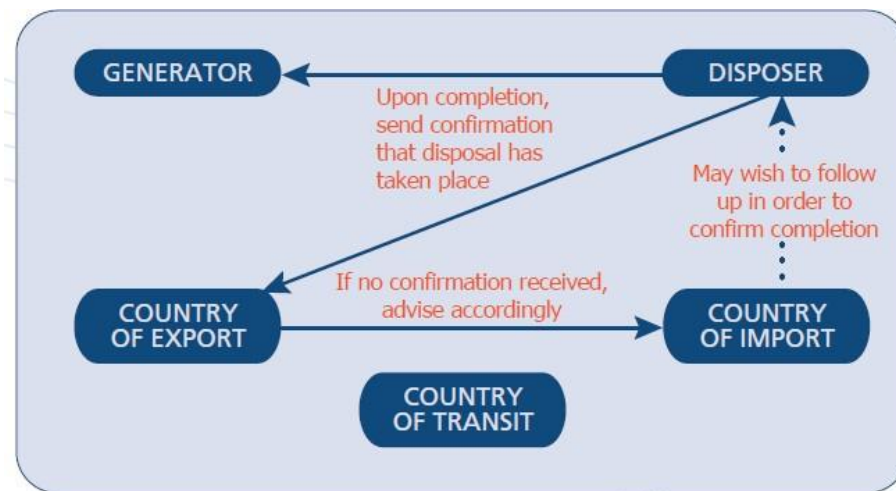 GENERATOR
DISPOSER
Upon completion,
send confirmation
that disposal has
taken place
May wish to follow
up in order to
confirm completion
If no confirmation received,
advise accordingly
COUNTRY
OF EXPORT
COUNTRY
OF IMPORT
COUNTRY
OF TRANSIT